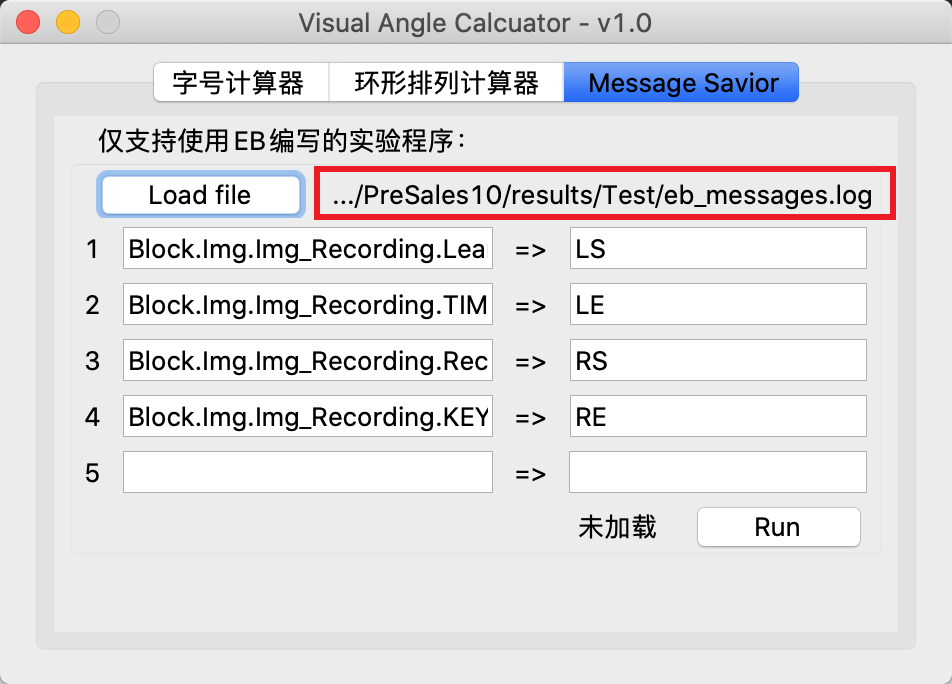 Visual Angle Calcuator - v1.0
字号计算器 环形排列计算器 Message Savior
仅支持使用EB编写的实验程序：
Load file .../PreSales10/results/Test/eb_messages.log
1 Block.Img.Img_Recording.Lea => LS
2 Block.Img.Img_Recording.TIM => LE
3 Block.Img.Img_Recording.Rec => RS
4 Block.Img.Img_Recording.KEY => RE
5 =>
未加载 Run